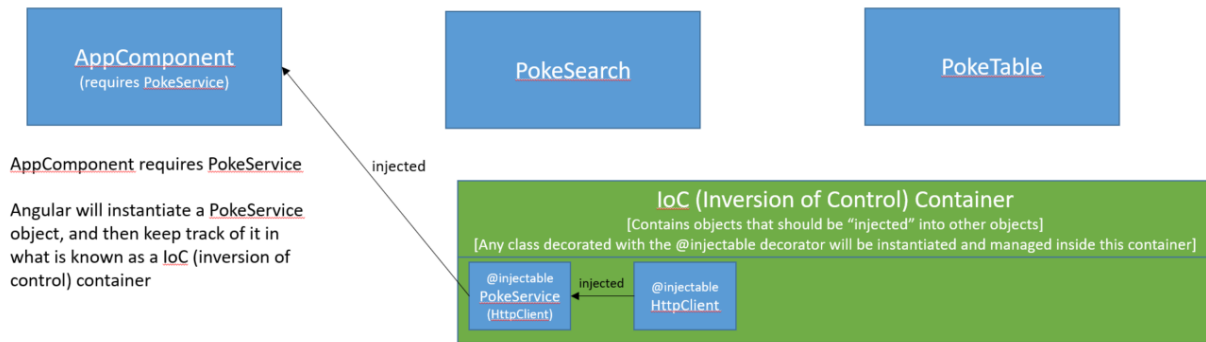 AppComponent
(requires PokeService)
PokeSearch
PokeTable
AppComponent requires PokeService
Angular will instantiate a PokeService
object, and then keep track of it in
what is known as a IoC (inversion of
control) container
injected
IoC (Inversion of Control) Container
[Contains objects that should be “injected” into other objects]
[Any class decorated with the @injectable decorator will be instantiated and managed inside this container]
@injectable
PokeService
(HttpClient)
injected
@injectable
HttpClient